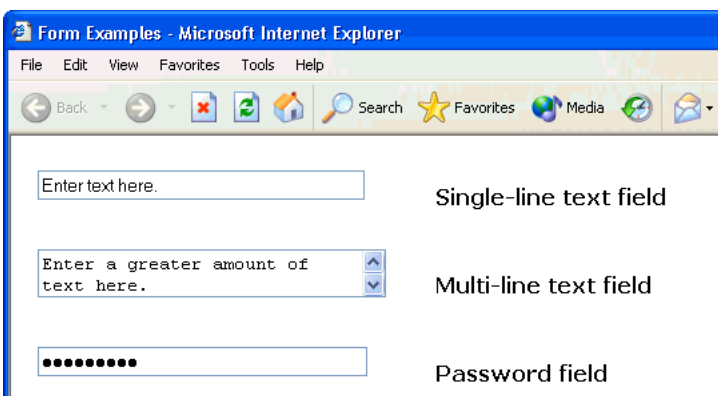 Form Examples - Microsoft Internet Explorer
File Edit View Favorites Tools Help
Back Search Favorites Media
Enter text here.
Single-line text field
Enter a greater amount of
text here.
Multi-line text field
•••••••••
Password field